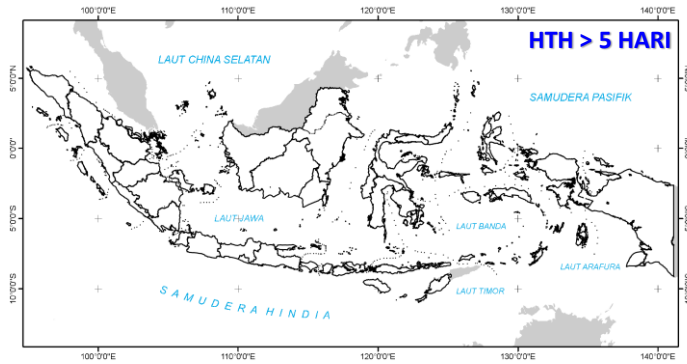 100°0'0"E 110°0'0"E 120°0'0"E 130°0'0"E 140°0'0"E
HTH > 5 HARI
LAUT CHINA SELATAN
5°0'0"N
SAMUDERA PASIFIK
0°0'0"
LAUT JAWA
5°0'0"S
LAUT BANDA
LAUT ARAFURA
10°0'0"S
LAUT TIMOR
SAMUDERA HINDIA
100°0'0"E 110°0'0"E 120°0'0"E 130°0'0"E 140°0'0"E